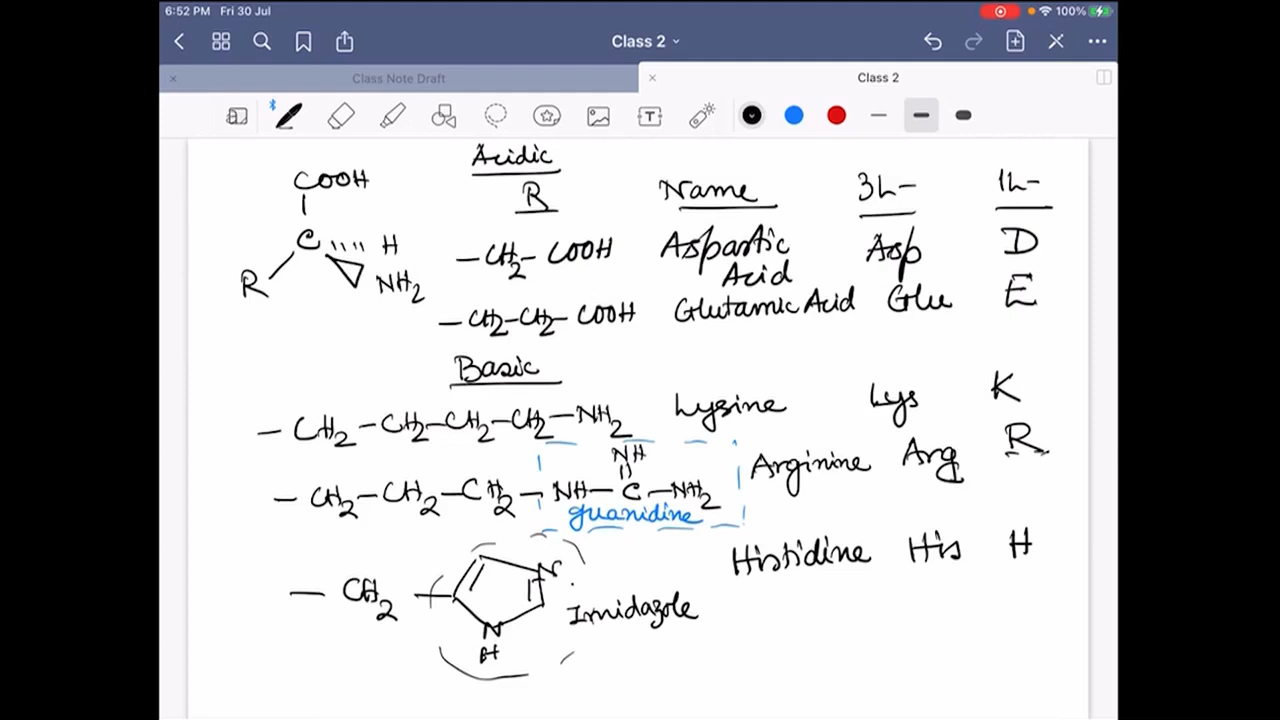 6:52 PM Fri 30 Jul
100%
Class 2
Class Note Draft
Class 2
T
Acidic
COOH
R
Name
3L-
1L-
C
H
R
NH2
-CH2-COOH
Aspartic
Acid
Asp
D
-CH2-CH2-COOH
Glutamic Acid
Glu
E
Basic
-CH2-CH2-CH2-CH2-NH2
Lysine
Lys
K
NH
-CH2-CH2-CH2-NH-C-NH2
Arginine
Arg
R
guanidine
-CH2-
N
N
H
Imidazole
Histidine
His
H